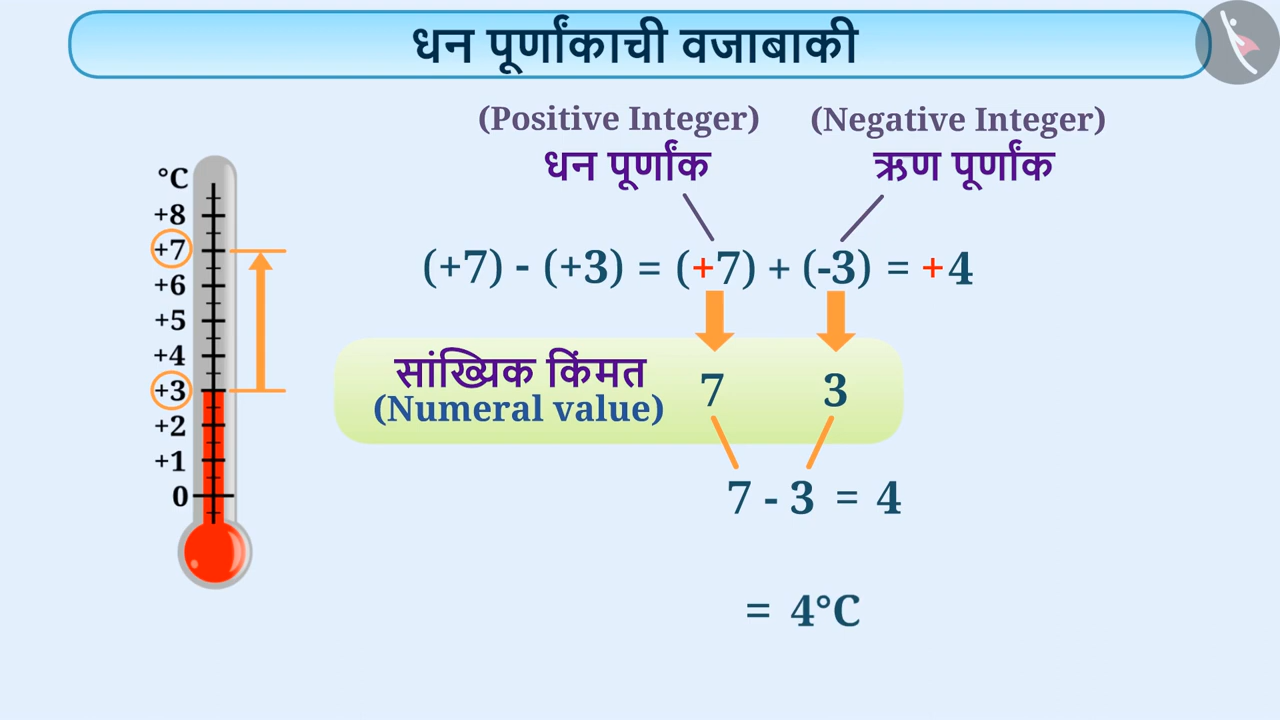 धन पूर्णांकाची वजाबाकी
(Positive Integer) (Negative Integer)
धन पूर्णांक ऋण पूर्णांक
(+7) - (+3) = (+7) + (-3) = +4
सांख्यिक किंमत
(Numeral value)
7 3
7 - 3 = 4
= 4°C
°C
+8
+7
+6
+5
+4
+3
+2
+1
0